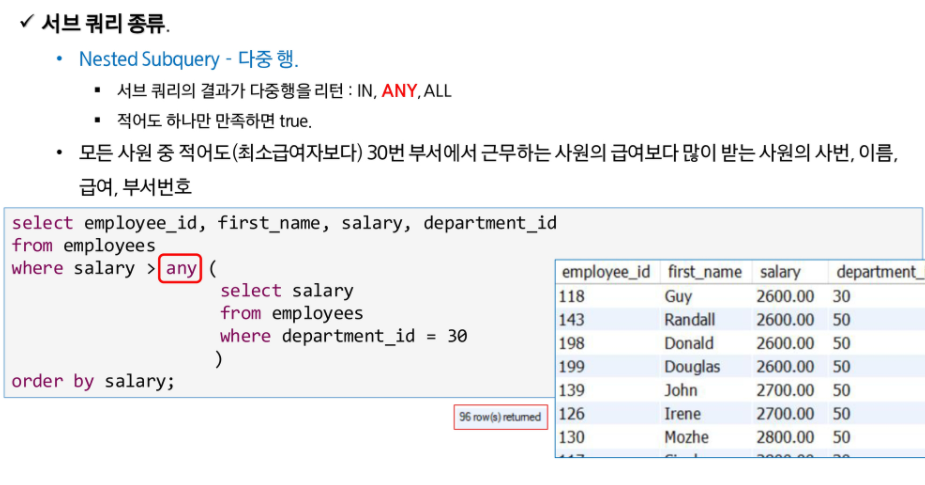 ✓ 서브 쿼리 종류.
• Nested Subquery - 다중 행.
▪ 서브 쿼리의 결과가 다중행을 리턴 : IN, ANY, ALL
▪ 적어도 하나만 만족하면 true.
• 모든 사원 중 적어도(최소급여자보다) 30번 부서에서 근무하는 사원의 급여보다 많이 받는 사원의 사번, 이름,
급여, 부서번호
select employee_id, first_name, salary, department_id
from employees
where salary > any (
select salary
from employees
where department_id = 30
)
order by salary;
96 row(s) returned
employee_id first_name salary department_
118 Guy 2600.00 30
143 Randall 2600.00 50
198 Donald 2600.00 50
199 Douglas 2600.00 50
139 John 2700.00 50
126 Irene 2700.00 50
130 Mozhe 2800.00 50